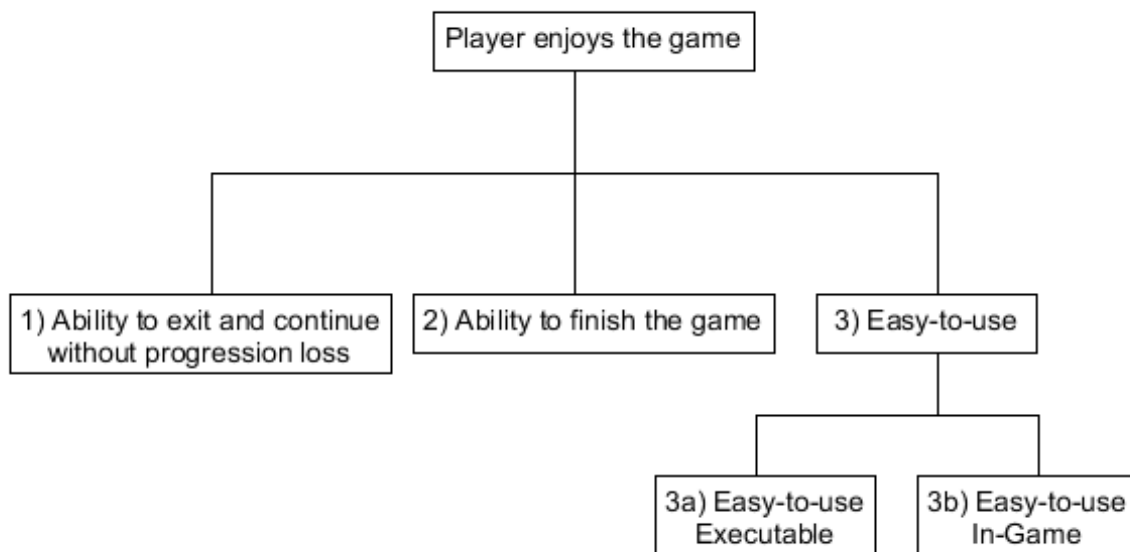 Player enjoys the game
1) Ability to exit and continue
without progression loss
2) Ability to finish the game
3) Easy-to-use
3a) Easy-to-use
Executable
3b) Easy-to-use
In-Game